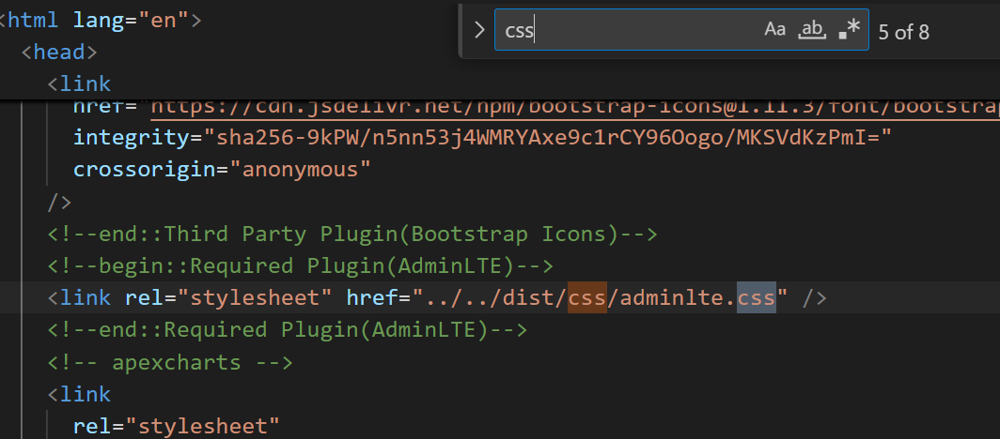 <html lang="en">
<head>
<link
css
Aa ab .* 5 of 8
href="https://cdn.jsdelivr.net/npm/bootstrap-icons@1.11.3/font/bootstrap
integrity="sha256-9kPW/n5nn53j4WMRYAxe9c1rCY96Oogo/MKSVdKzPmI="
crossorigin="anonymous"
/>
<!--end::Third Party Plugin(Bootstrap Icons)-->
<!--begin::Required Plugin(AdminLTE)-->
<link rel="stylesheet" href="../../dist/css/adminlte.css" />
<!--end::Required Plugin(AdminLTE)-->
<!-- apexcharts -->
<link
rel="stylesheet"